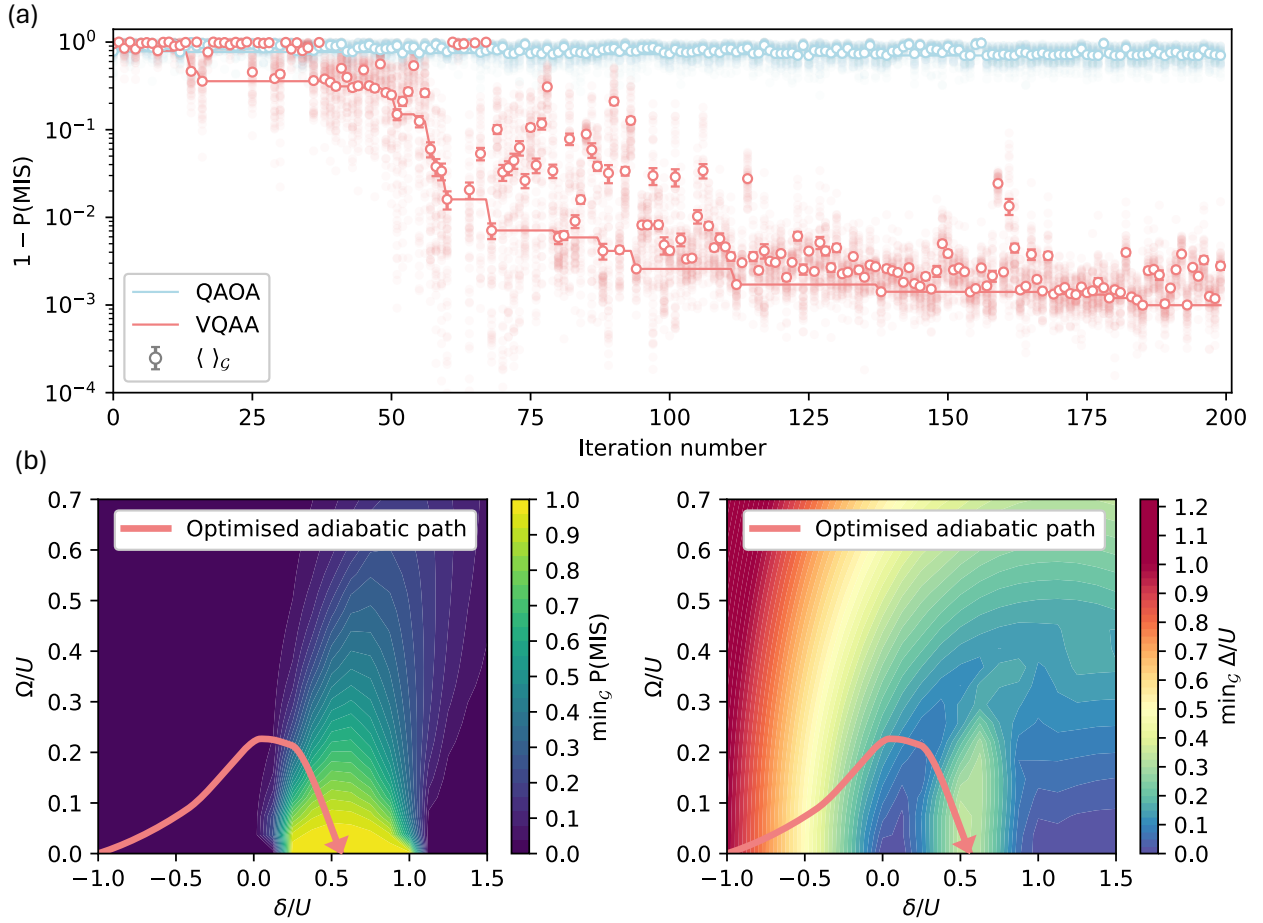 (a)
10⁰
10⁻¹
10⁻²
10⁻³
10⁻⁴
1 − P(MIS)
QAOA
VQAA
⟨ ⟩𝒢
0 25 50 75 100 125 150 175 200
Iteration number
(b)
0.7
0.6
0.5
0.4
0.3
0.2
0.1
0.0
Ω/U
Optimised adiabatic path
−1.0 −0.5 0.0 0.5 1.0 1.5
δ/U
1.0
0.9
0.8
0.7
0.6
0.5
0.4
0.3
0.2
0.1
0.0
min𝒢 P(MIS)
0.7
0.6
0.5
0.4
0.3
0.2
0.1
0.0
Ω/U
Optimised adiabatic path
−1.0 −0.5 0.0 0.5 1.0 1.5
δ/U
1.2
1.1
1.0
0.9
0.8
0.7
0.6
0.5
0.4
0.3
0.2
0.1
0.0
min𝒢 Δ/U